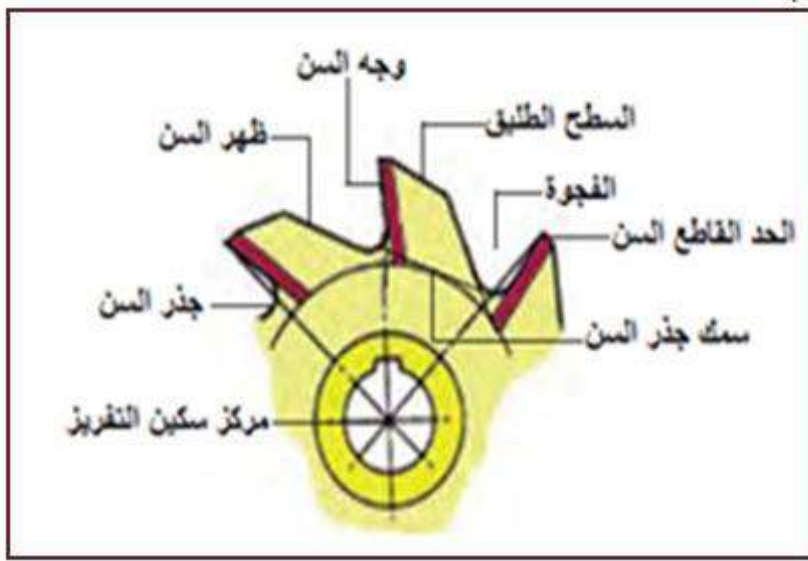 وجه السن
السطح الطليق
ظهر السن
الفجوة
الحد القاطع السن
جذر السن
سمك جذر السن
مركز سكين التفريز